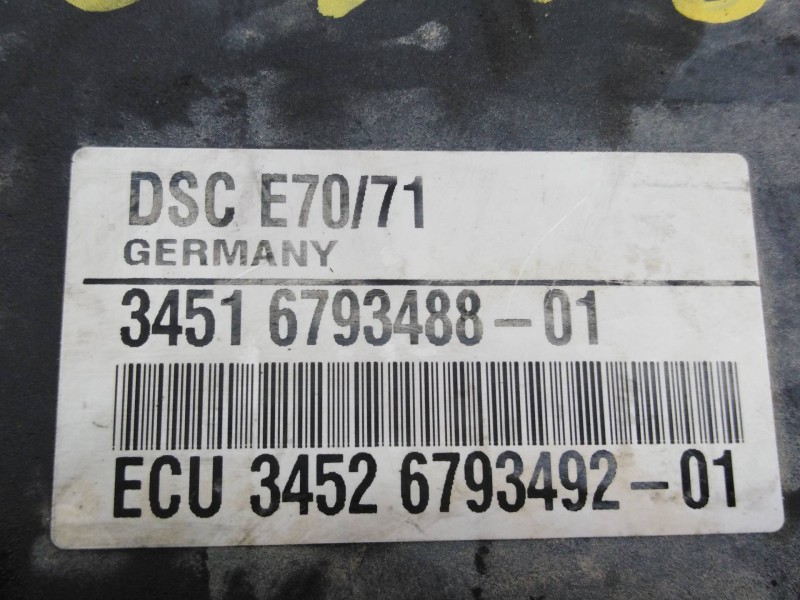 DSC E70/71
GERMANY
3451 6793488-01
ECU 3452 6793492-01